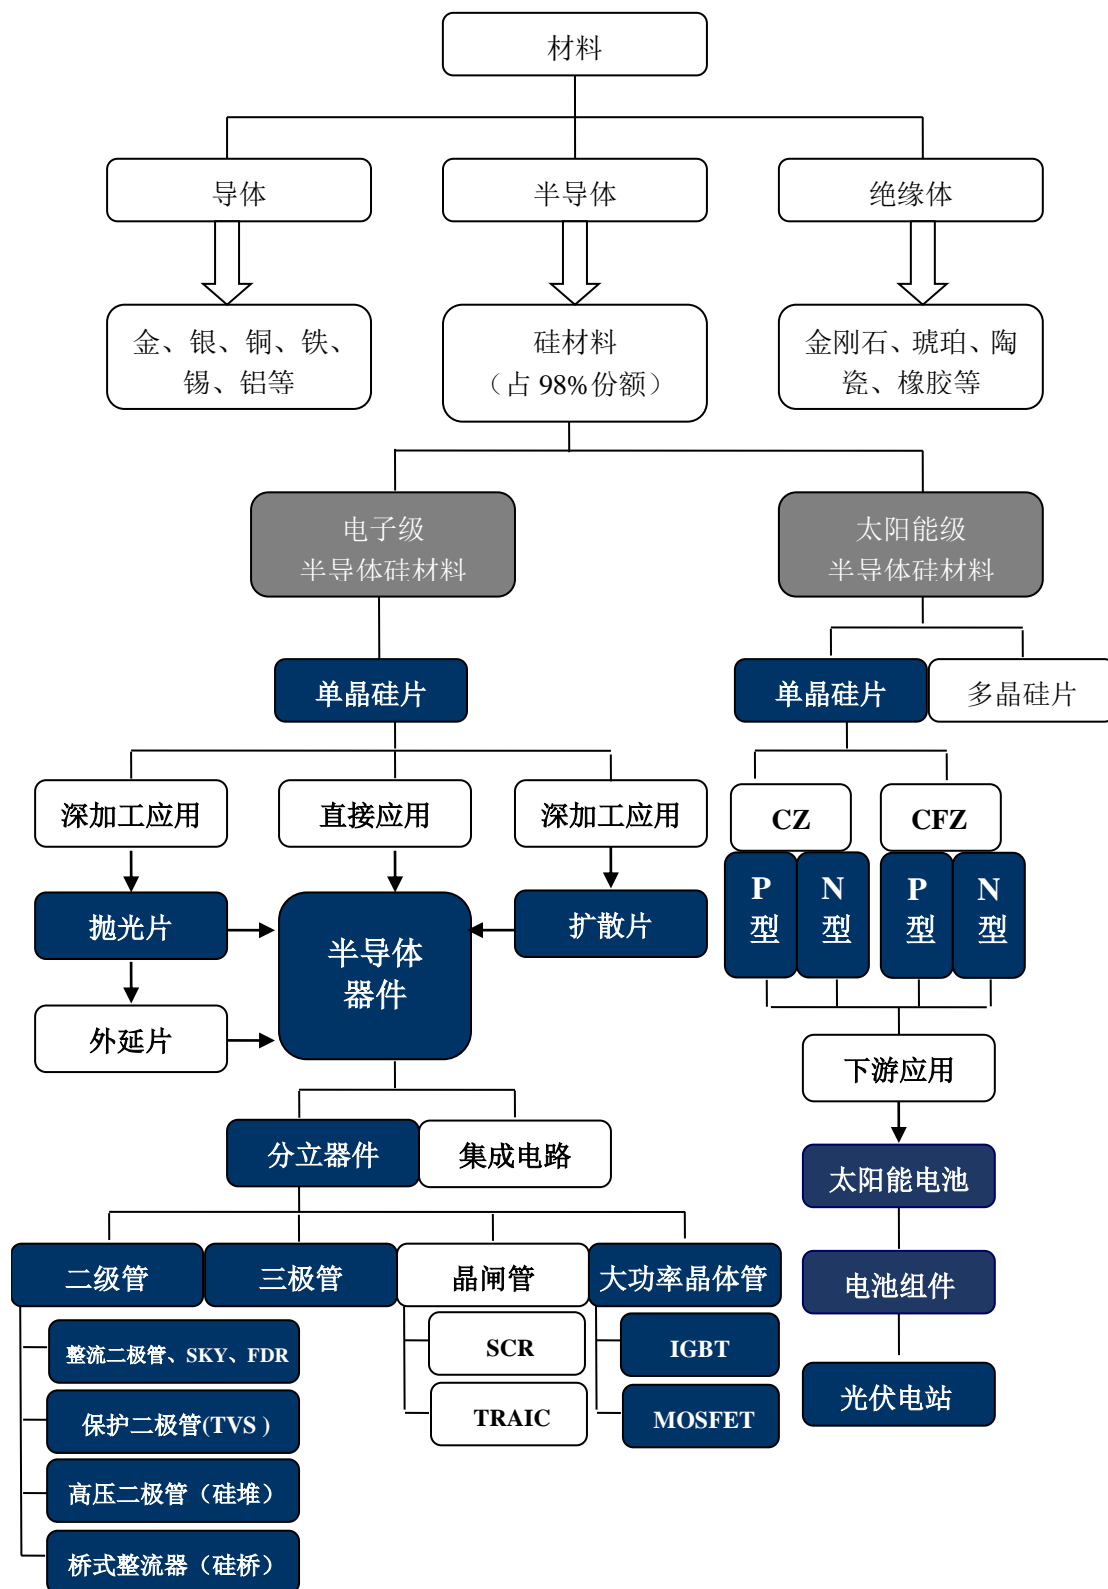 材料
导体
半导体
绝缘体
金、银、铜、铁、
锡、铝等
硅材料
（占 98%份额）
金刚石、琥珀、陶
瓷、橡胶等
电子级
半导体硅材料
太阳能级
半导体硅材料
单晶硅片
单晶硅片
多晶硅片
深加工应用
直接应用
深加工应用
CZ
CFZ
P
型
N
型
P
型
N
型
抛光片
半导体
器件
扩散片
外延片
下游应用
分立器件
集成电路
太阳能电池
二级管
三极管
晶闸管
大功率晶体管
电池组件
整流二极管、SKY、FDR
SCR
IGBT
保护二极管(TVS )
TRAIC
MOSFET
光伏电站
高压二极管（硅堆）
桥式整流器（硅桥）